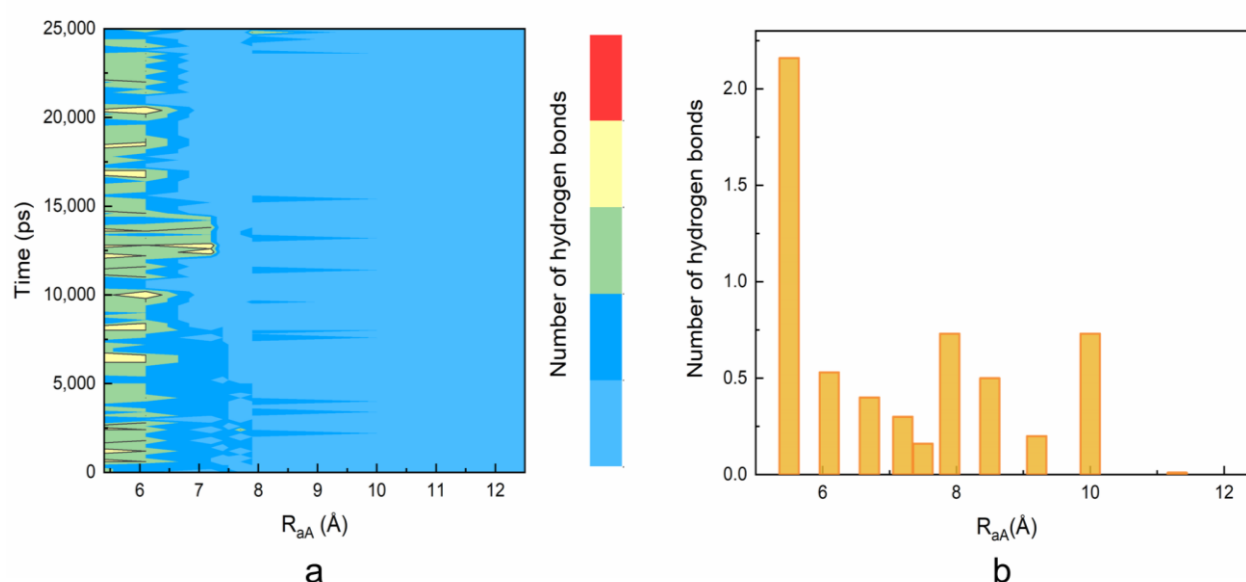 25,000
20,000
15,000
10,000
5,000
0
Time (ps)
6 7 8 9 10 11 12
RaA (Å)
a
Number of hydrogen bonds
Number of hydrogen bonds
2.0
1.5
1.0
0.5
0.0
6 8 10 12
RaA(Å)
b